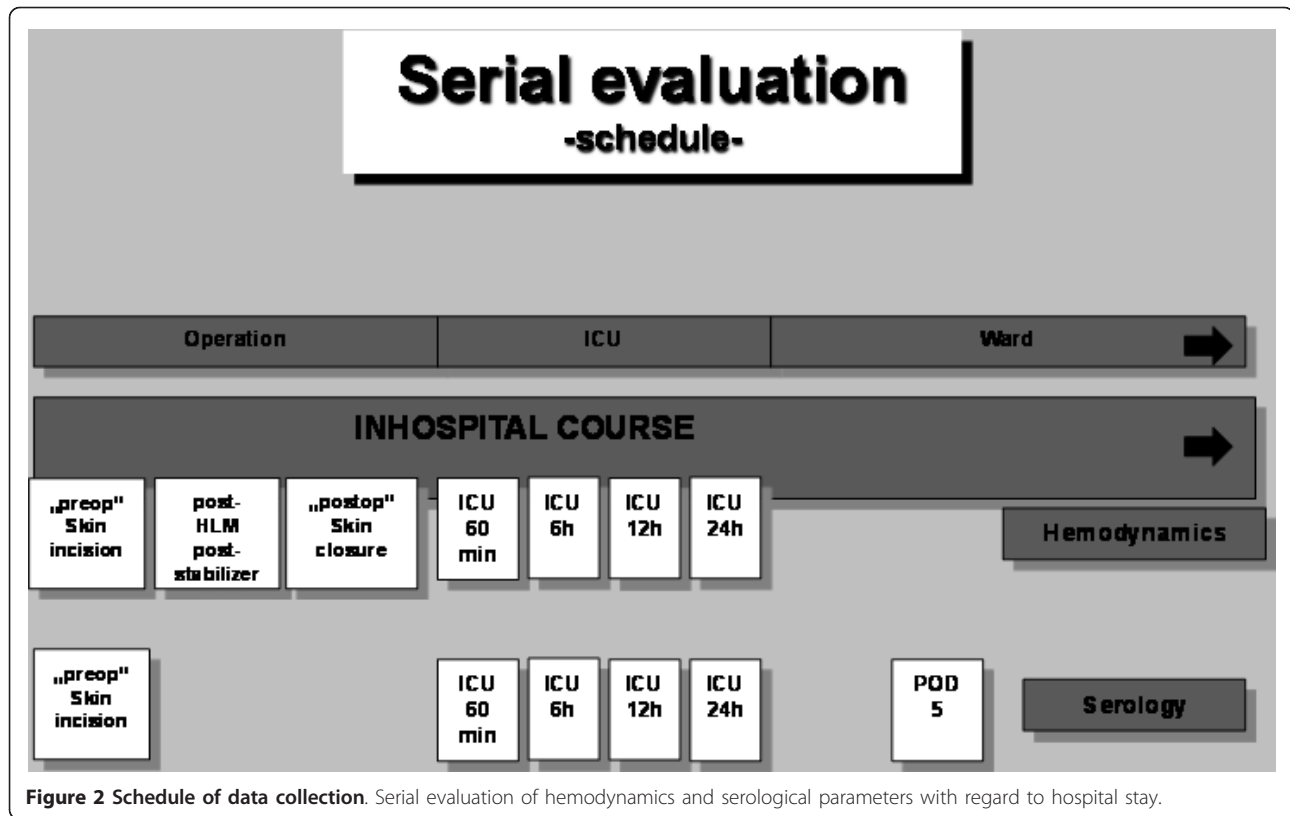 Serial evaluation
-schedule-
Operation ICU Ward
INHOSPITAL COURSE
„preop"
Skin
incision
post-
HLM
post-
stabilizer
„postop"
Skin
closure
ICU
60
min
ICU
6h
ICU
12h
ICU
24h
Hemodynamics
„preop"
Skin
incision
ICU
60
min
ICU
6h
ICU
12h
ICU
24h
POD
5
Serology
Figure 2 Schedule of data collection. Serial evaluation of hemodynamics and serological parameters with regard to hospital stay.